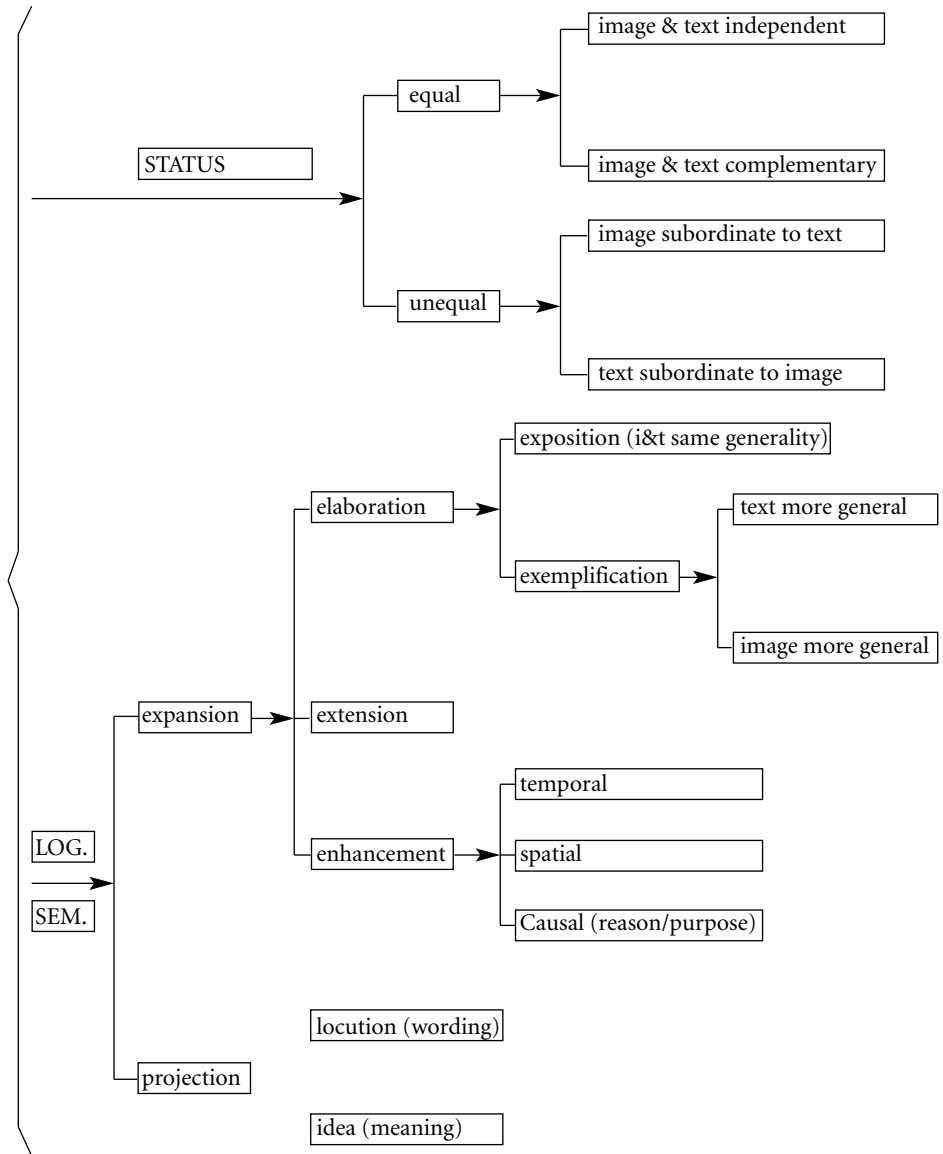 image & text independent
equal
STATUS
image & text complementary
image subordinate to text
unequal
text subordinate to image
exposition (i&t same generality)
elaboration
text more general
exemplification
image more general
expansion
extension
temporal
LOG.
enhancement
spatial
SEM.
Causal (reason/purpose)
locution (wording)
projection
idea (meaning)